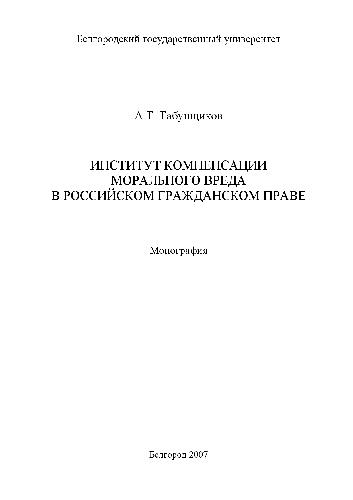 Белгородский государственный университет
А.Т. Табунщиков
ИНСТИТУТ КОМПЕНСАЦИИ
МОРАЛЬНОГО ВРЕДА
В РОССИЙСКОМ ГРАЖДАНСКОМ ПРАВЕ
Монография
Белгород 2007